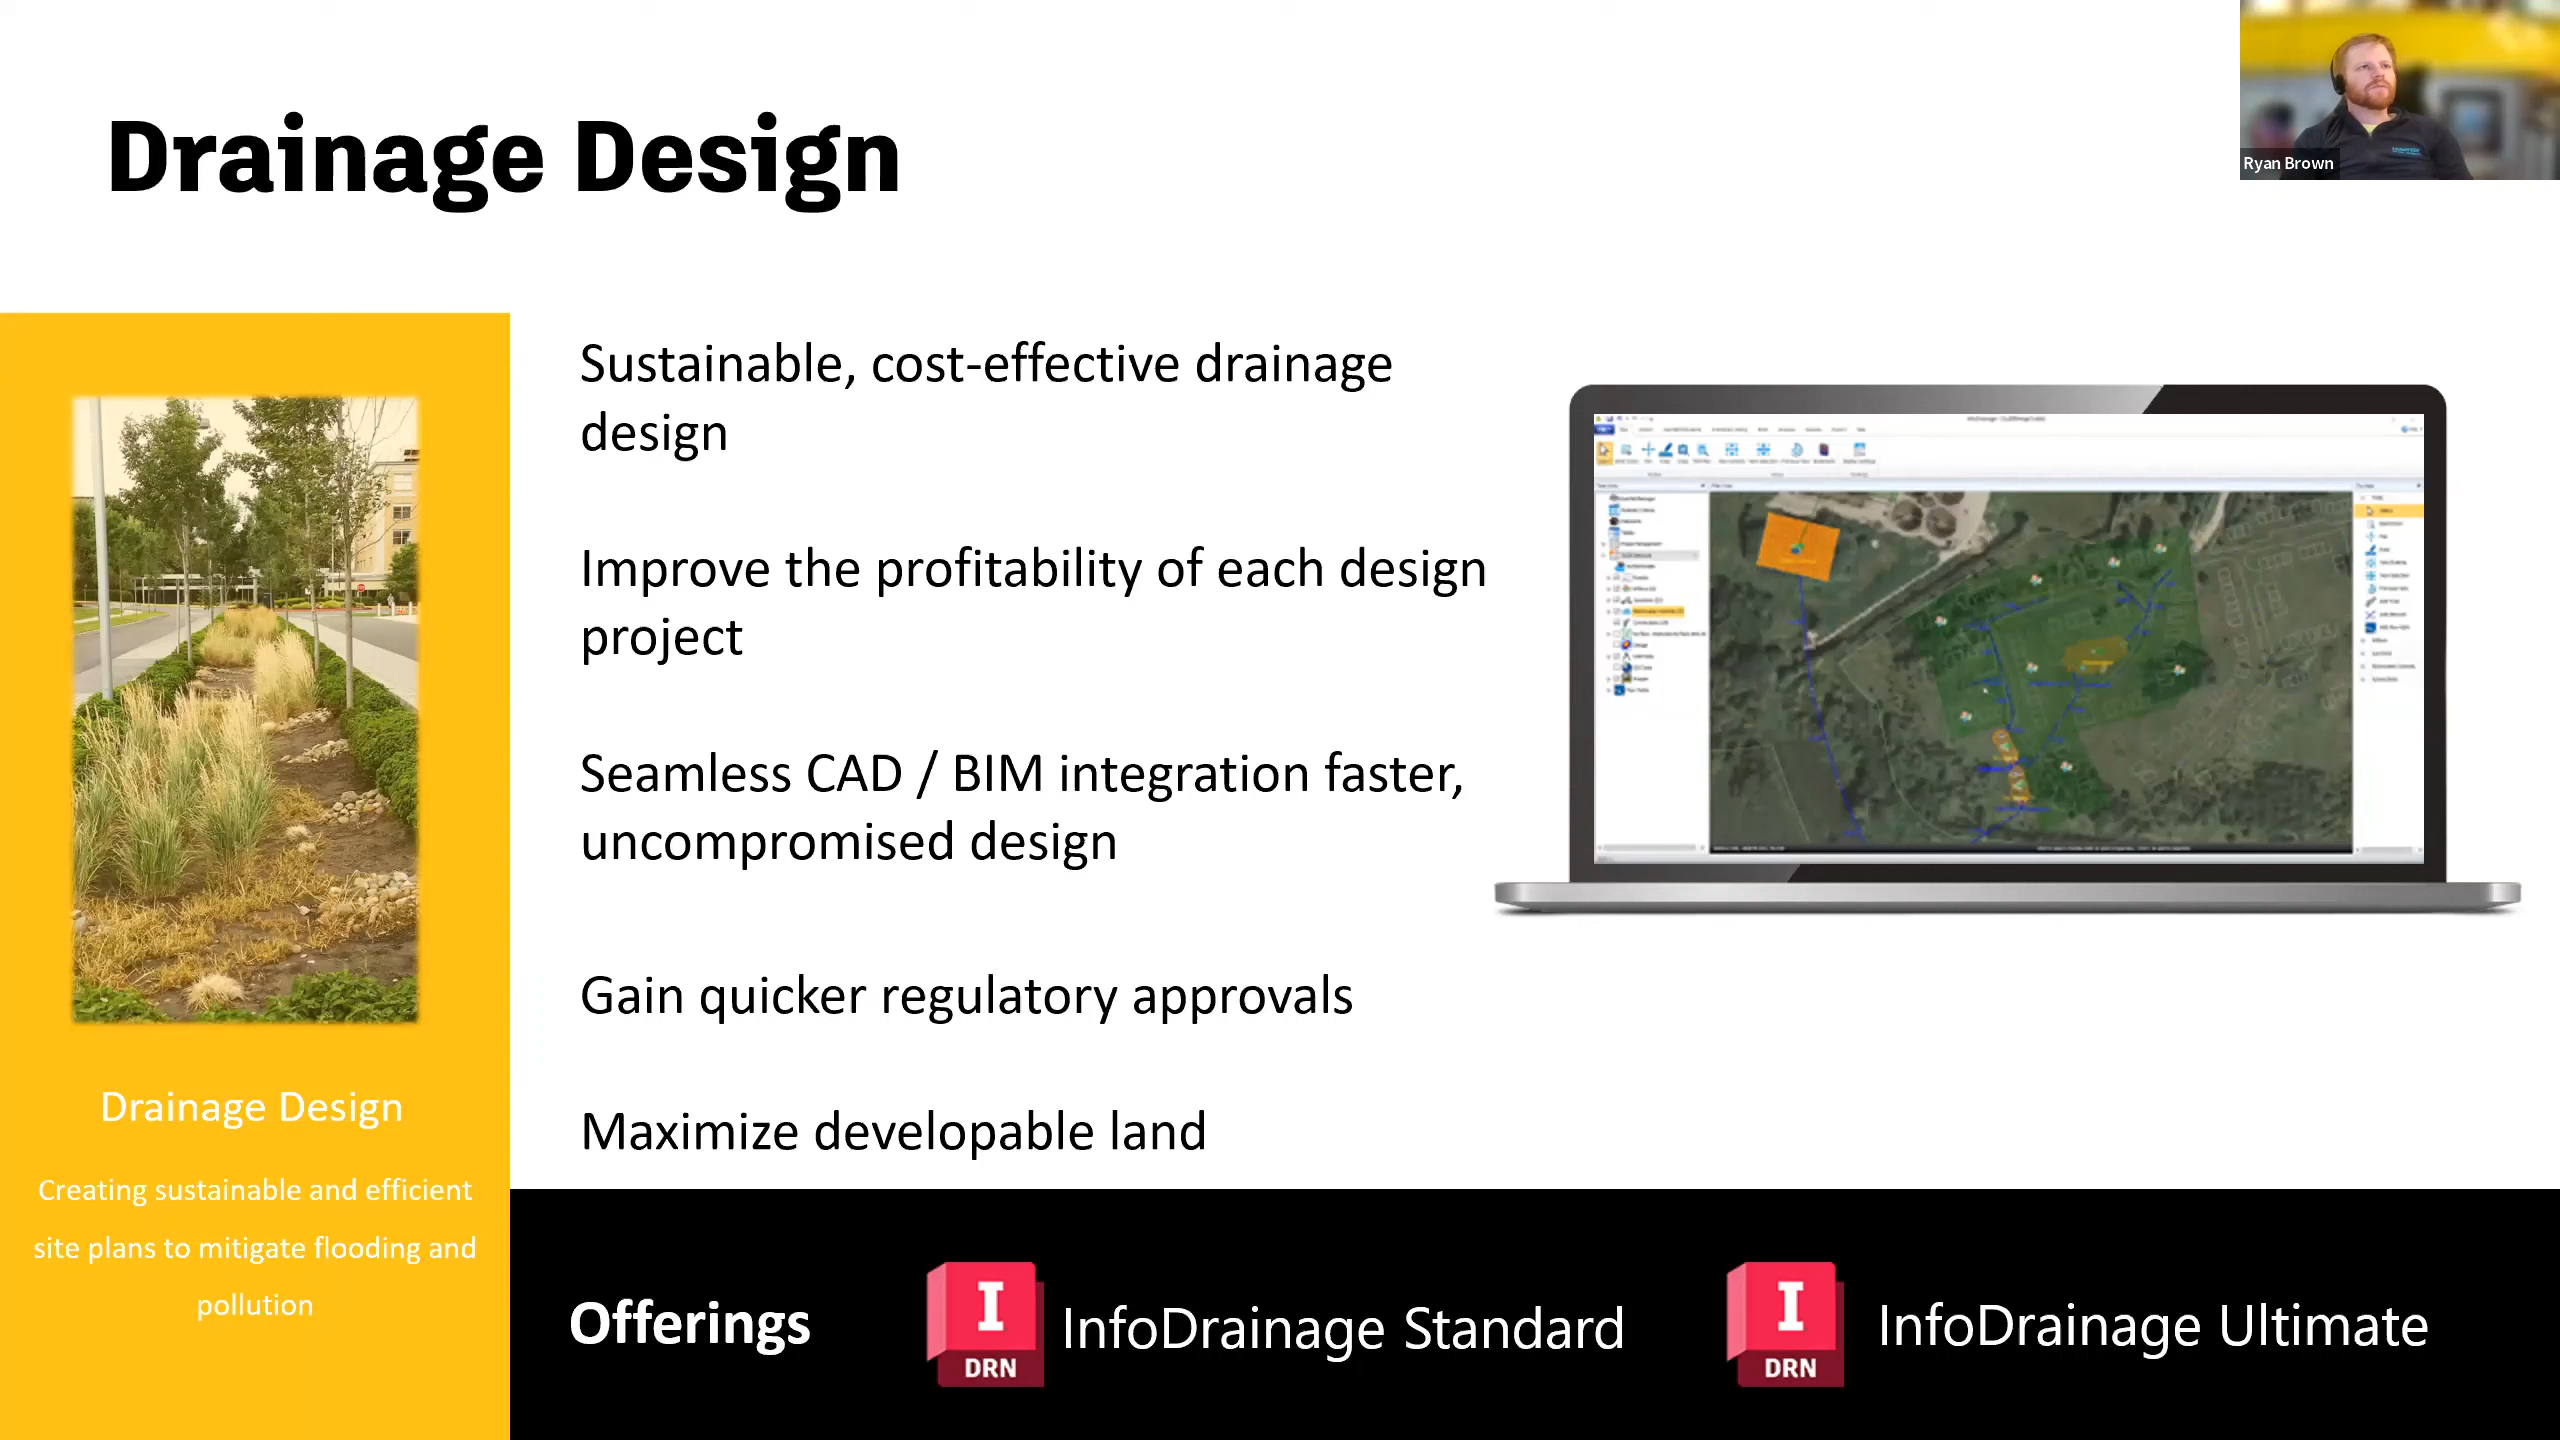 Drainage Design
Ryan Brown
Sustainable, cost-effective drainage
design
Improve the profitability of each design
project
Seamless CAD / BIM integration faster,
uncompromised design
Gain quicker regulatory approvals
Maximize developable land
Drainage Design
Creating sustainable and efficient
site plans to mitigate flooding and
pollution
Offerings
I
DRN
InfoDrainage Standard
I
DRN
InfoDrainage Ultimate